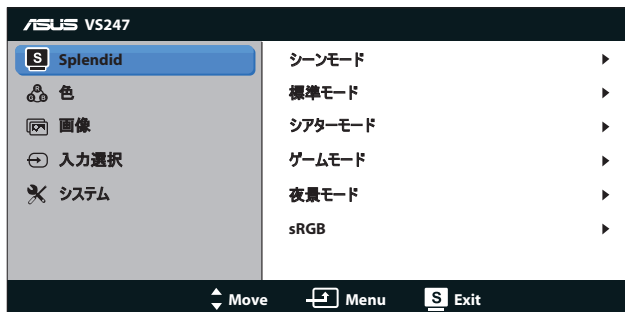 ASUS VS247
S Splendid
色
画像
入力選択
システム
シーンモード
標準モード
シアターモード
ゲームモード
夜景モード
sRGB
Move Menu S Exit